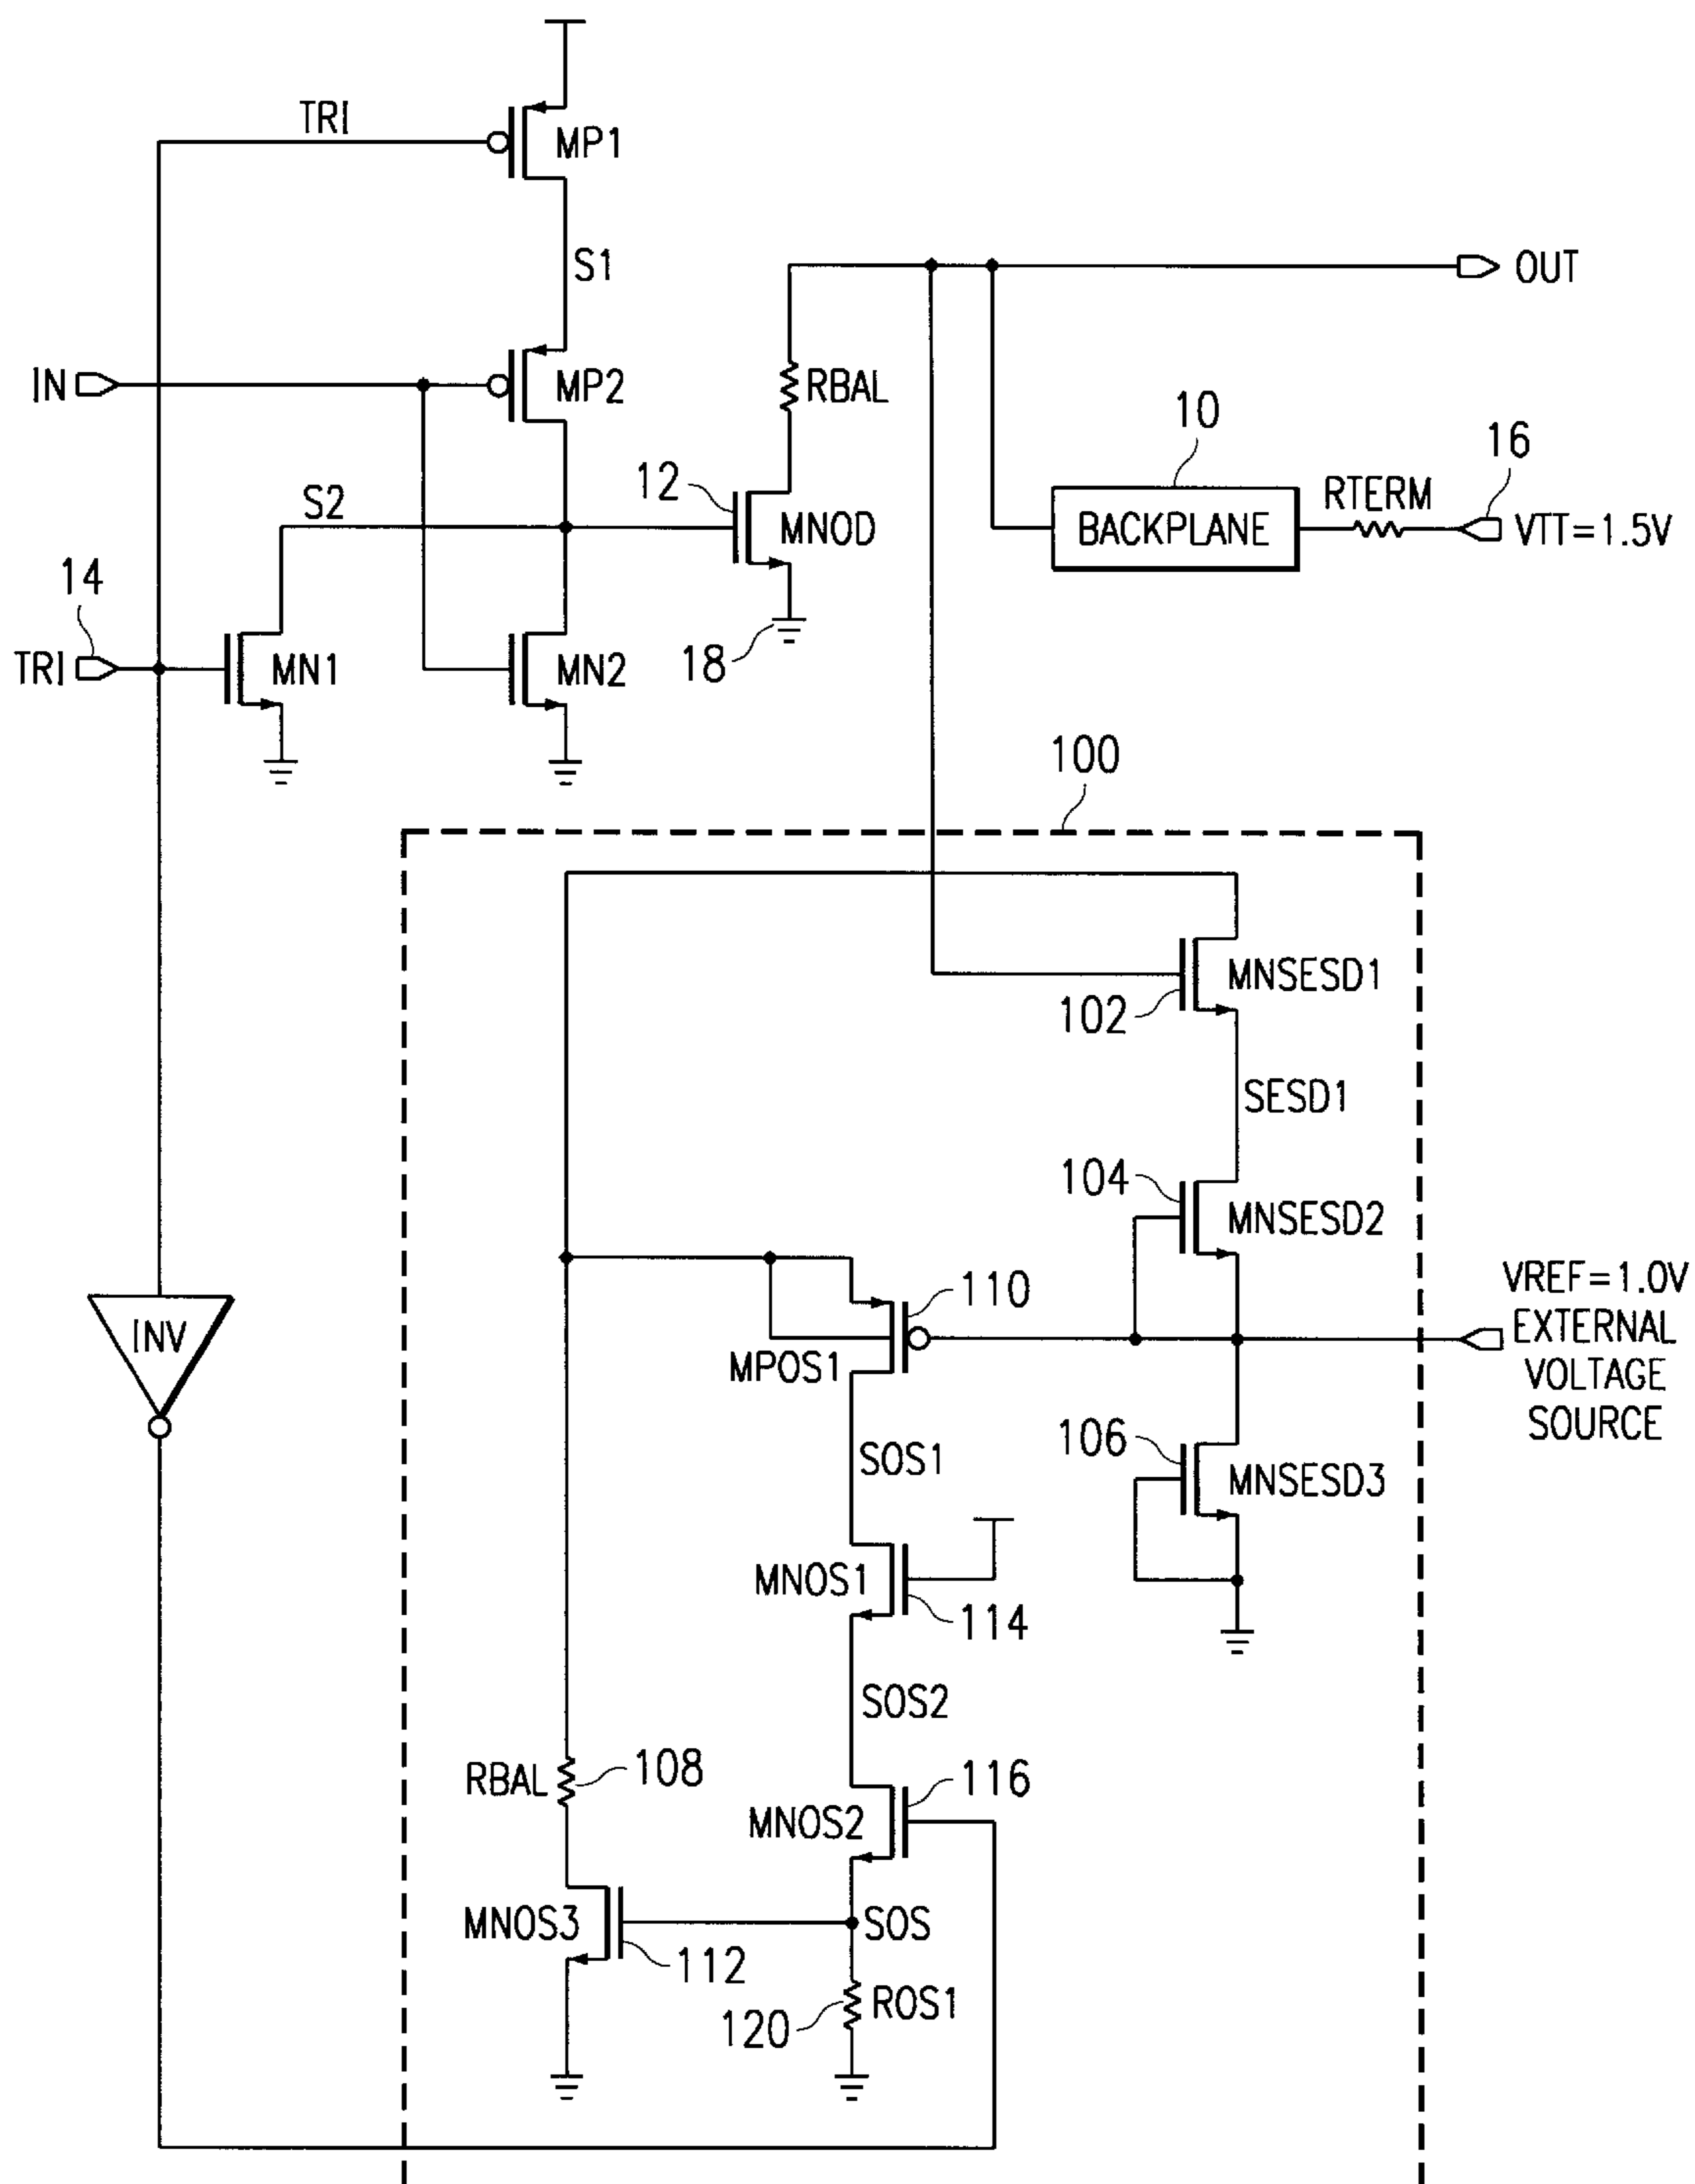 TRI
MP1
S1
OUT
IN
MP2
RBAL
10
16
12
S2
RTERM
MNOD
BACKPLANE
VTT=1.5V
14
TRI
MN1
MN2
18
100
MNSESD1
102
SESD1
104
MNSESD2
110
VREF=1.0V
EXTERNAL
VOLTAGE
SOURCE
INV
MPOS1
106
SOS1
MNSESD3
MNOS1
114
SOS2
RBAL
108
116
MNOS2
MNOS3
SOS
112
ROS1
120